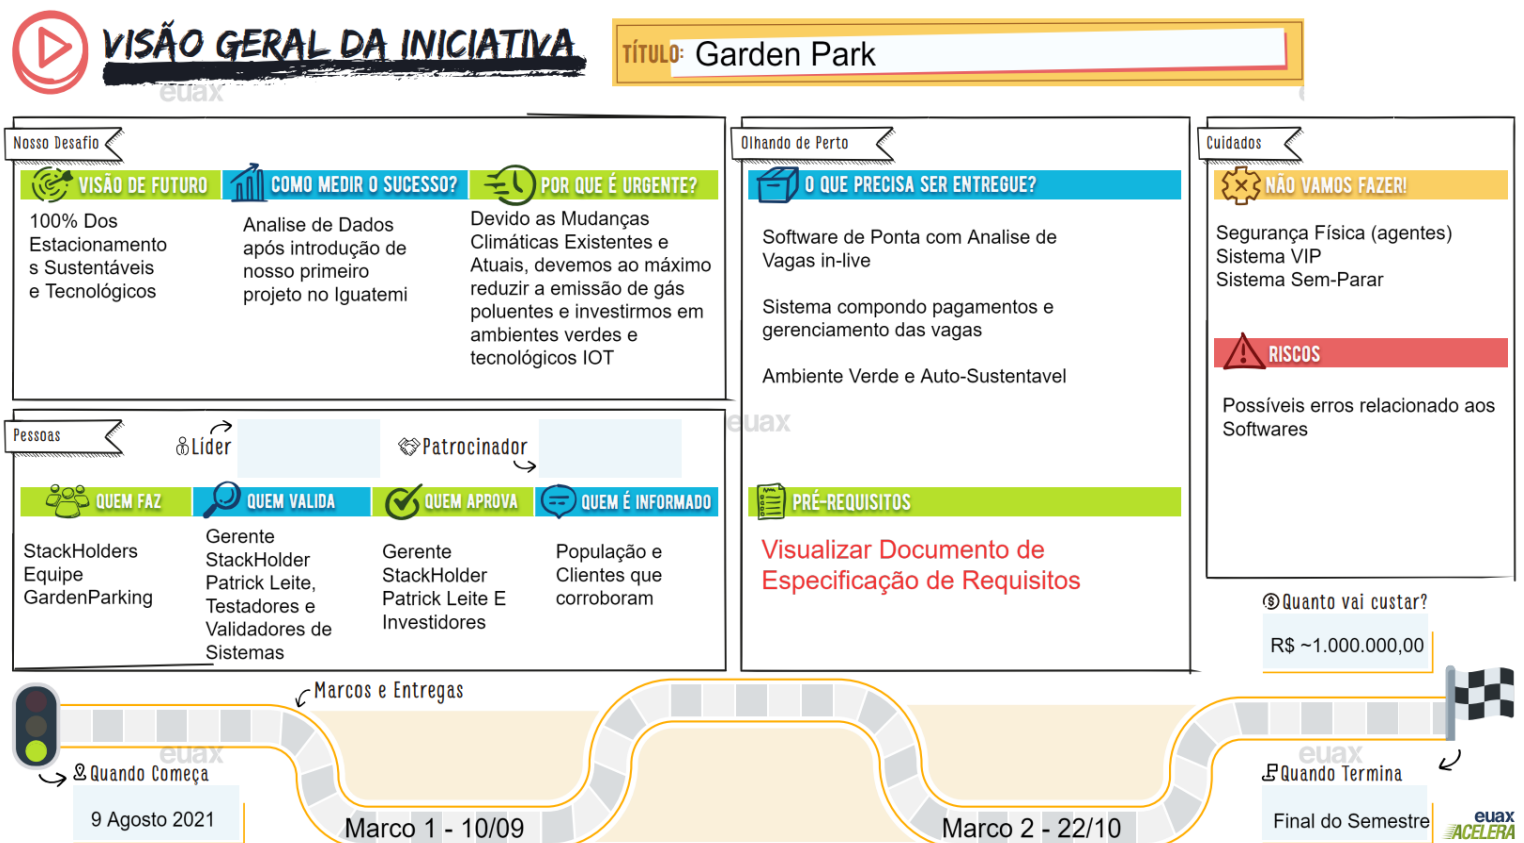 VISÃO GERAL DA INICIATIVA
TÍTULO: Garden Park
euax
Nosso Desafio
VISÃO DE FUTURO
100% Dos
Estacionamento
s Sustentáveis
e Tecnológicos
COMO MEDIR O SUCESSO?
Analise de Dados
após introdução de
nosso primeiro
projeto no Iguatemi
POR QUE É URGENTE?
Devido as Mudanças
Climáticas Existentes e
Atuais, devemos ao máximo
reduzir a emissão de gás
poluentes e investirmos em
ambientes verdes e
tecnológicos IOT
Olhando de Perto
O QUE PRECISA SER ENTREGUE?
Software de Ponta com Analise de
Vagas in-live
Sistema compondo pagamentos e
gerenciamento das vagas
Ambiente Verde e Auto-Sustentavel
Cuidados
NÃO VAMOS FAZER!
Segurança Física (agentes)
Sistema VIP
Sistema Sem-Parar
RISCOS
Possíveis erros relacionado aos
Softwares
euax
Pessoas
Líder
Patrocinador
QUEM FAZ
StackHolders
Equipe
GardenParking
QUEM VALIDA
Gerente
StackHolder
Patrick Leite,
Testadores e
Validadores de
Sistemas
QUEM APROVA
Gerente
StackHolder
Patrick Leite E
Investidores
QUEM É INFORMADO
População e
Clientes que
corroboram
PRÉ-REQUISITOS
Visualizar Documento de
Especificação de Requisitos
Quanto vai custar?
R$ ~1.000.000,00
Marcos e Entregas
euax
Quando Começa
9 Agosto 2021
Marco 1 - 10/09
Marco 2 - 22/10
euax
Quando Termina
Final do Semestre
euax
ACELERA